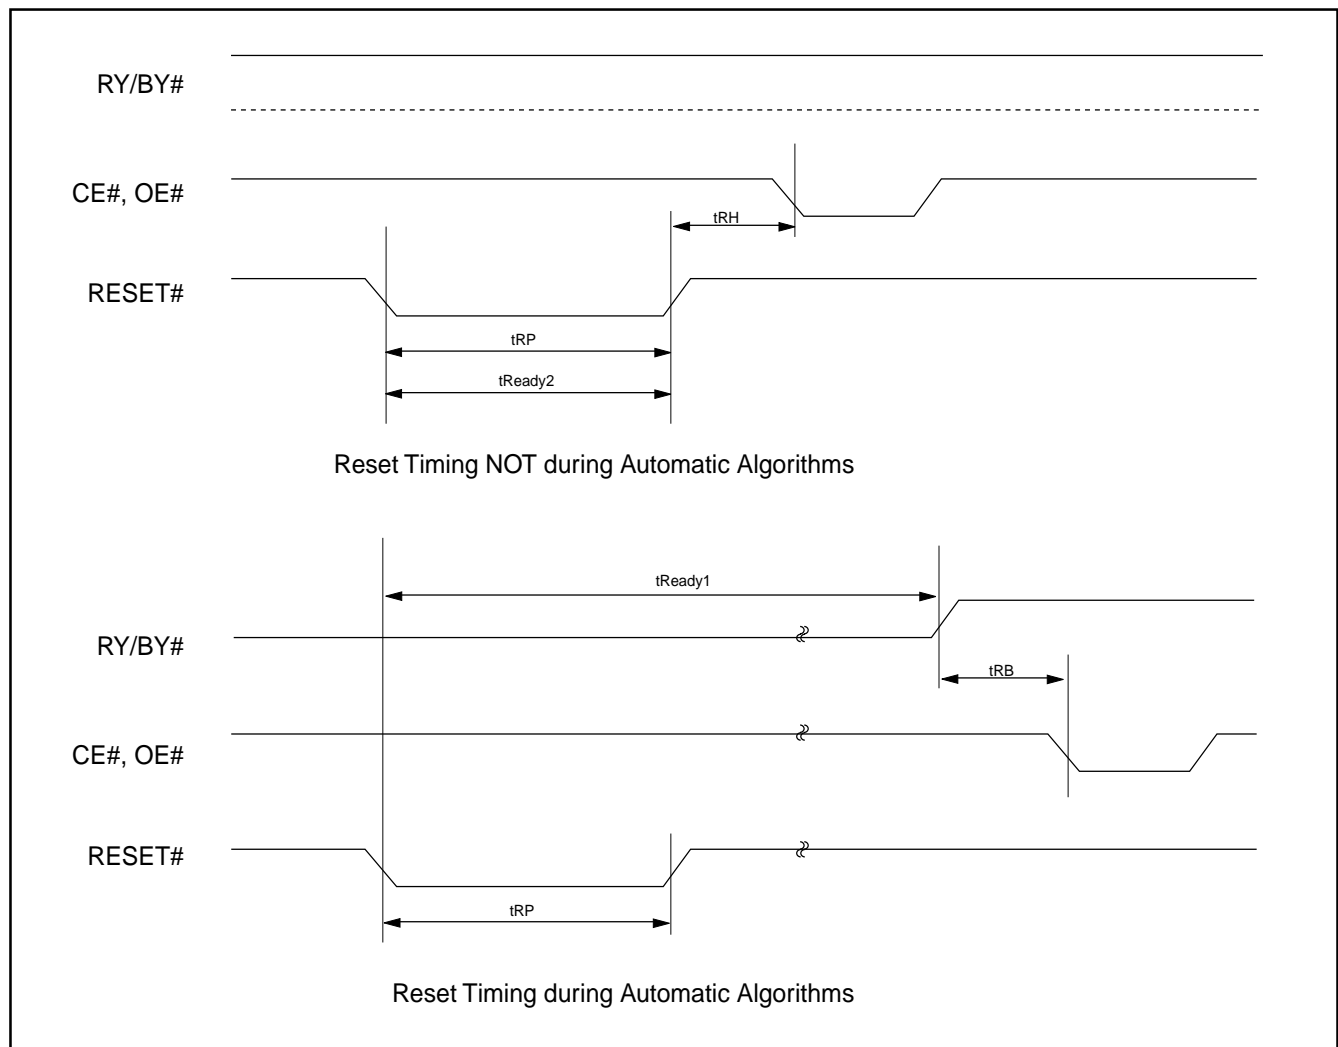 RY/BY#
CE#, OE#
tRH
RESET#
tRP
tReady2
Reset Timing NOT during Automatic Algorithms
tReady1
RY/BY#
tRB
CE#, OE#
RESET#
tRP
Reset Timing during Automatic Algorithms